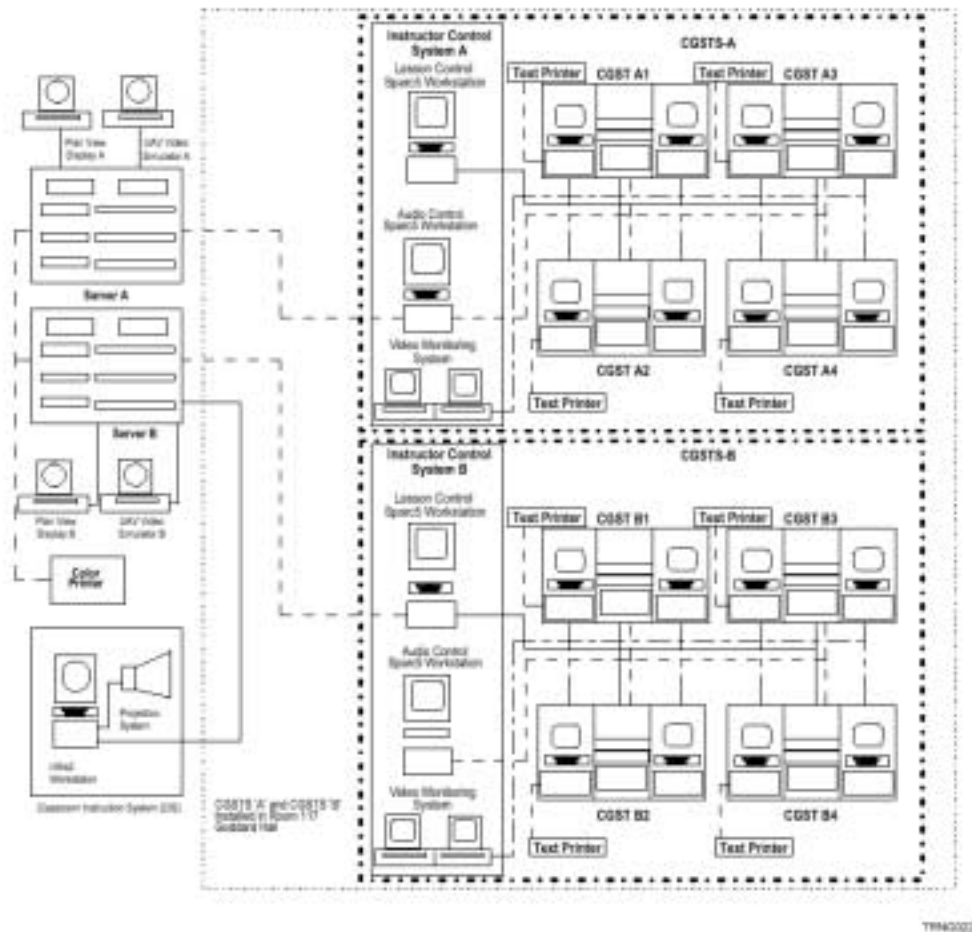 Instructor Control
System A
Lesson Control
Sparc5 Workstation
Audio Control
Sparc5 Workstation
Video Monitoring
System
CGSTS-A
Text Printer
CGST A1
Text Printer
CGST A3
CGST A2
CGST A4
Text Printer
Text Printer
Plan View
Display A
UAV Video
Simulator A
Server A
Server B
Plan View
Display B
UAV Video
Simulator B
Color
Printer
Projection
System
Workstation
Classroom Instruction System (CIS)
CGSTS 'A' and CGSTS 'B'
Installed in Room 117
Goddard Hall
Instructor Control
System B
Lesson Control
Sparc5 Workstation
Audio Control
Sparc5 Workstation
Video Monitoring
System
CGSTS-B
Text Printer
CGST B1
Text Printer
CGST B3
CGST B2
CGST B4
Text Printer
Text Printer